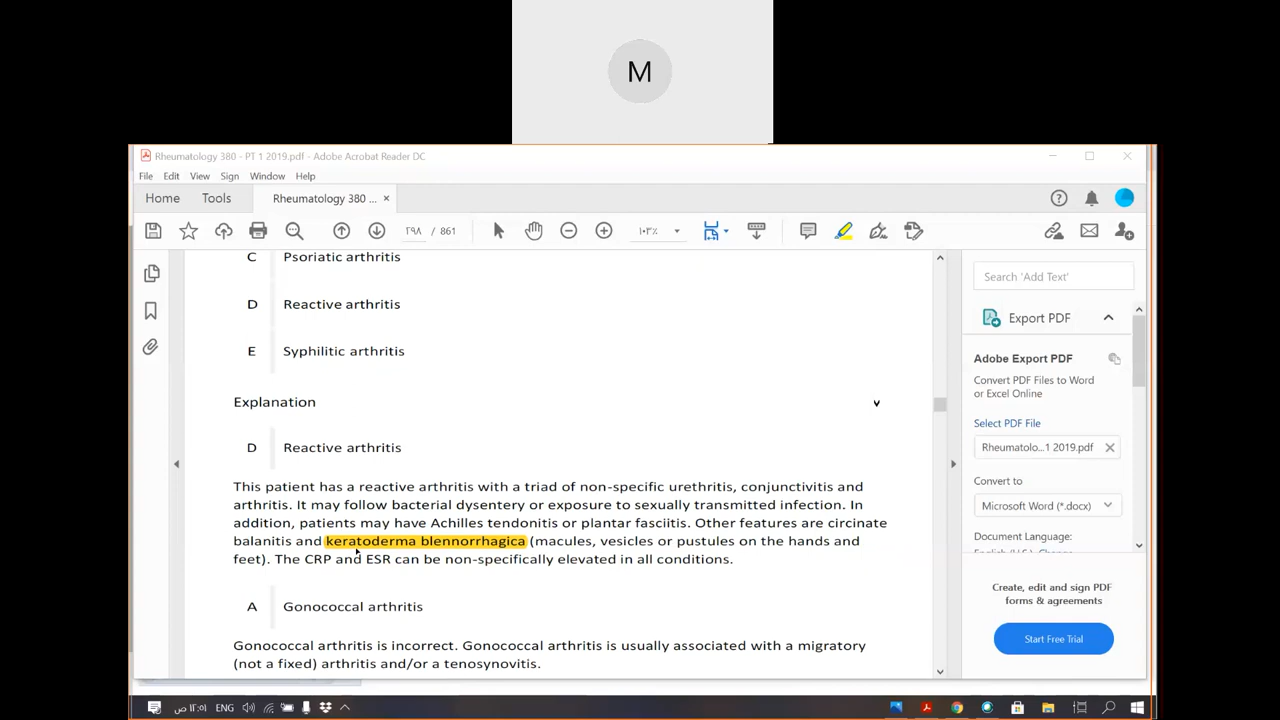 M
Rheumatology 380 - PT 1 2019.pdf - Adobe Acrobat Reader DC
File Edit View Sign Window Help
Home Tools Rheumatology 380 ... ×
٢٩٨ / 861 ١٠٣٪
C Psoriatic arthritis
D Reactive arthritis
E Syphilitic arthritis
Explanation
D Reactive arthritis
This patient has a reactive arthritis with a triad of non-specific urethritis, conjunctivitis and
arthritis. It may follow bacterial dysentery or exposure to sexually transmitted infection. In
addition, patients may have Achilles tendonitis or plantar fasciitis. Other features are circinate
balanitis and keratoderma blennorrhagica (macules, vesicles or pustules on the hands and
feet). The CRP and ESR can be non-specifically elevated in all conditions.
A Gonococcal arthritis
Gonococcal arthritis is incorrect. Gonococcal arthritis is usually associated with a migratory
(not a fixed) arthritis and/or a tenosynovitis.
Search 'Add Text'
Export PDF
Adobe Export PDF
Convert PDF Files to Word
or Excel Online
Select PDF File
Rheumatolo...1 2019.pdf
Convert to
Microsoft Word (*.docx)
Document Language:
Create, edit and sign PDF
forms & agreements
Start Free Trial
١٢:٥١ ص ENG